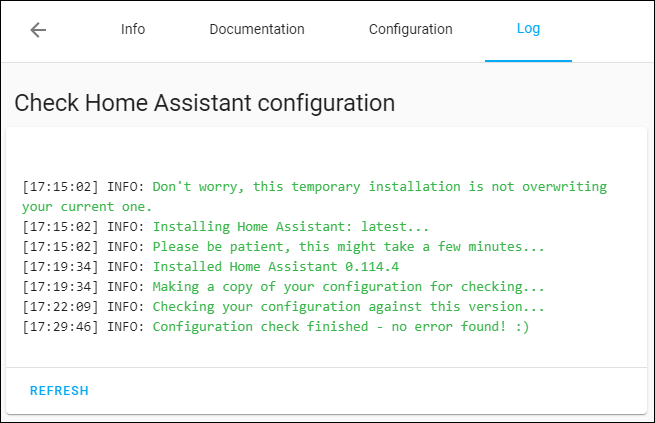 Info Documentation Configuration Log
Check Home Assistant configuration
[17:15:02] INFO: Don't worry, this temporary installation is not overwriting
your current one.
[17:15:02] INFO: Installing Home Assistant: latest...
[17:15:02] INFO: Please be patient, this might take a few minutes...
[17:19:34] INFO: Installed Home Assistant 0.114.4
[17:19:34] INFO: Making a copy of your configuration for checking...
[17:22:09] INFO: Checking your configuration against this version...
[17:29:46] INFO: Configuration check finished - no error found! :)
REFRESH